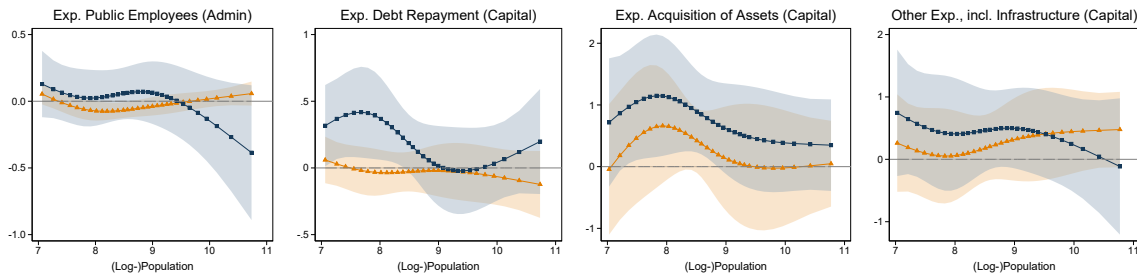 Exp. Public Employees (Admin)
0.5
0.0
-0.5
-1.0
7 8 9 10 11
(Log-)Population
Exp. Debt Repayment (Capital)
1
.5
0
-.5
7 8 9 10 11
(Log-)Population
Exp. Acquisition of Assets (Capital)
2
1
0
-1
7 8 9 10 11
(Log-)Population
Other Exp., incl. Infrastructure (Capital)
2
1
0
-1
7 8 9 10 11
(Log-)Population